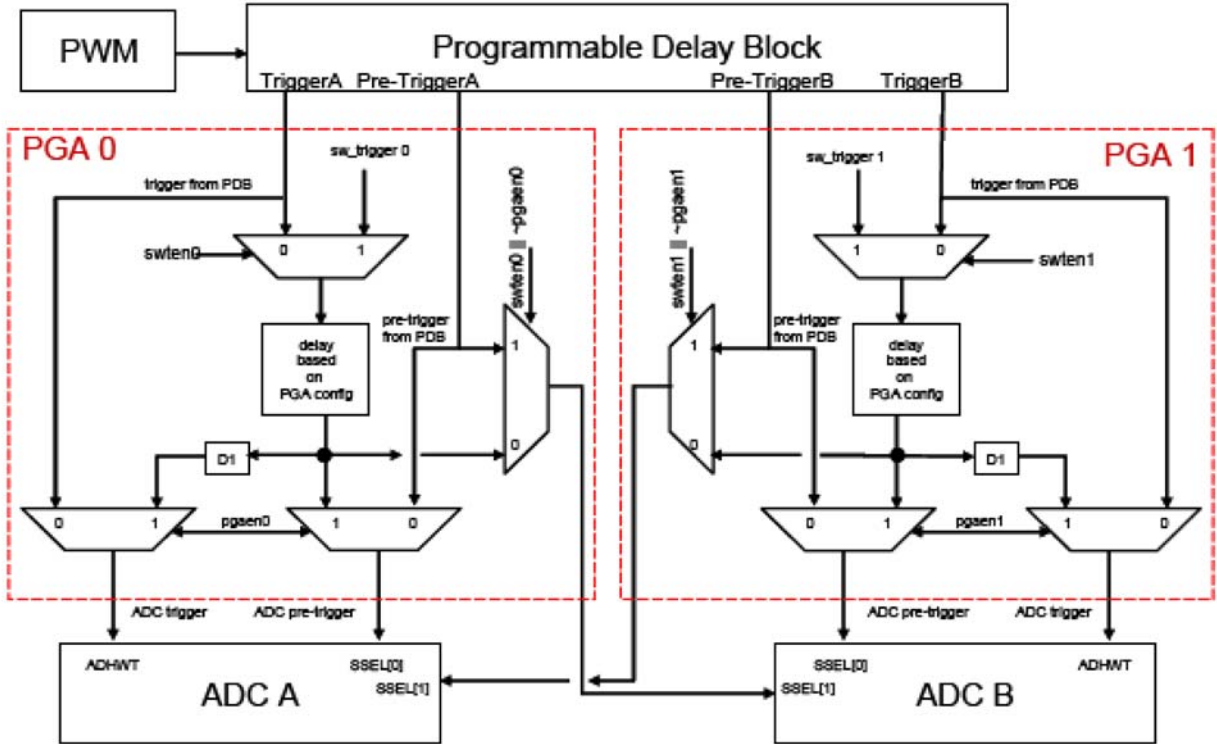 PWM
Programmable Delay Block
TriggerA Pre-TriggerA Pre-TriggerB TriggerB
PGA 0
PGA 1
sw_trigger 0
sw_trigger 1
trigger from PDB
trigger from PDB
swten0 || ~pgaen0
swten1 || ~pgaen1
0 1
1 0
swten0
swten1
pre-trigger
from PDB
pre-trigger
from PDB
1
0
1
0
delay
based
on
PGA config
delay
based
on
PGA config
D1
D1
0 1
pgaen0
1 0
0 1
pgaen1
1 0
ADC trigger
ADC pre-trigger
ADC pre-trigger
ADC trigger
ADHWT
SSEL[0]
SSEL[1]
ADC A
SSEL[0]
SSEL[1]
ADHWT
ADC B